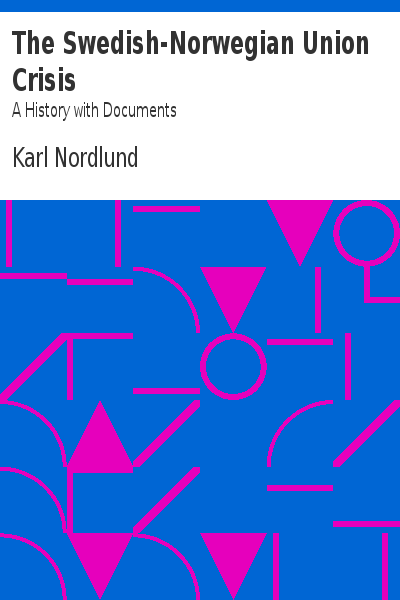 The Swedish-Norwegian Union
Crisis
A History with Documents
Karl Nordlund